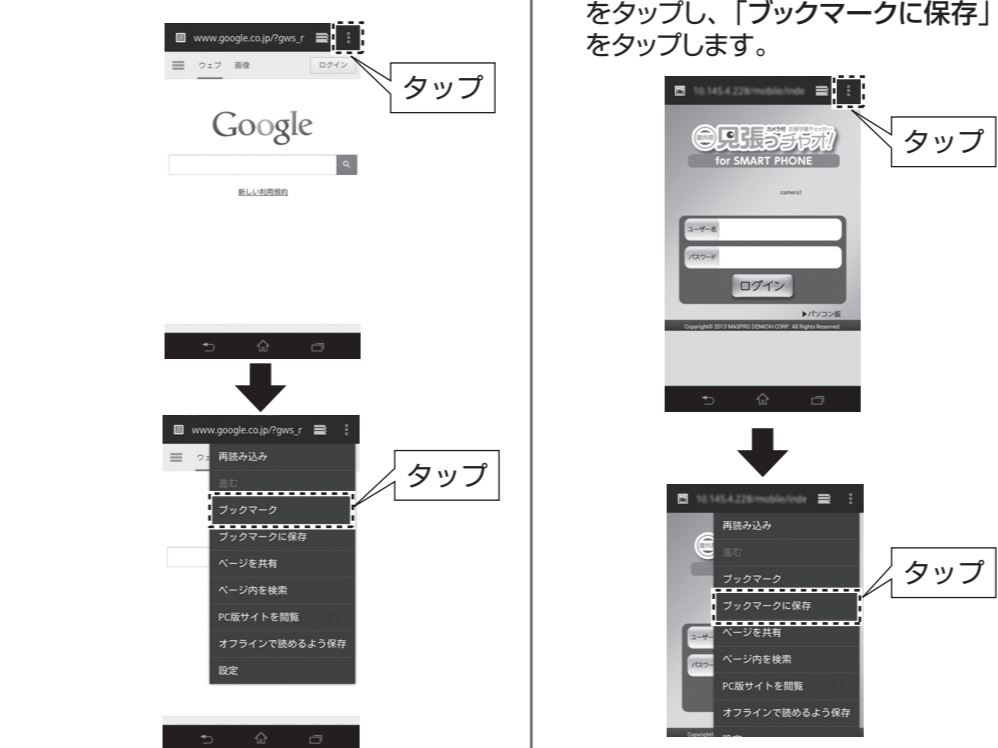 www.google.co.jp/?gws_r
ウェブ 画像 ログイン
タップ
Google
新しい利用規約
www.google.co.jp/?gws_r
再読み込み
進む
ブックマーク
タップ
ブックマークに保存
ページを共有
ページ内を検索
PC版サイトを閲覧
オフラインで読めるよう保存
設定
をタップし、「ブックマークに保存」
をタップします。
10.145.4.228/mobile/inde
タップ
見張るチャオ!
for SMART PHONE
camera1
ユーザー名
パスワード
ログイン
▶パソコン版
Copyright© 2013 MASPRO DENKOH CORP. All Rights Reserved.
10.145.4.228/mobile/inde
再読み込み
進む
ブックマーク
タップ
ブックマークに保存
ページを共有
ページ内を検索
PC版サイトを閲覧
オフラインで読めるよう保存